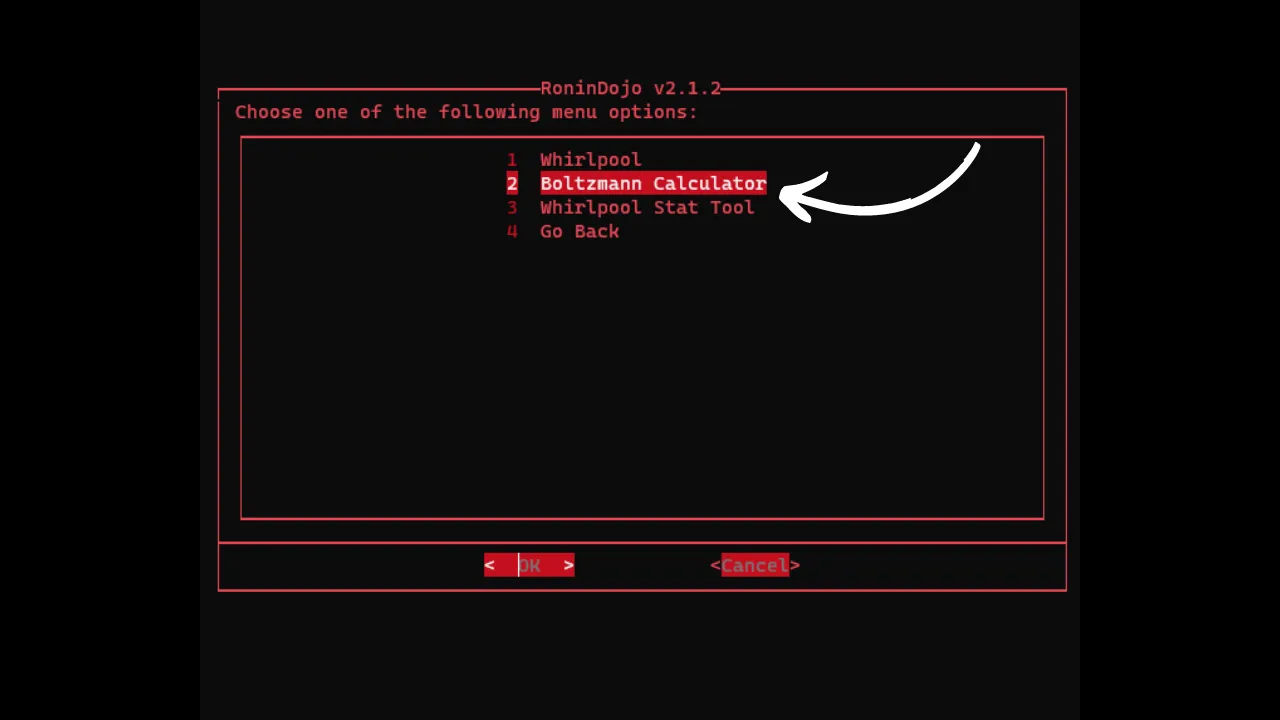 RoninDojo v2.1.2
Choose one of the following menu options:
1 Whirlpool
2 Boltzmann Calculator
3 Whirlpool Stat Tool
4 Go Back
< OK > <Cancel>